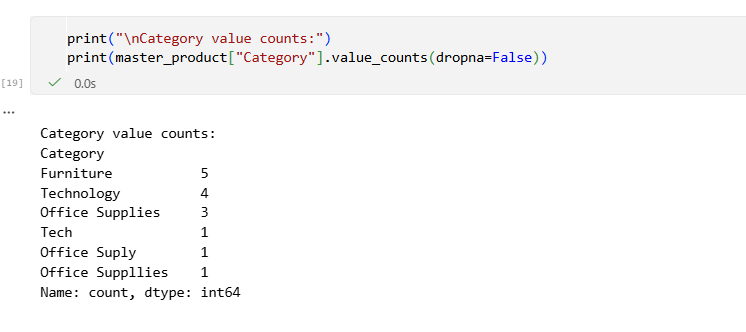 print("\nCategory value counts:")
print(master_product["Category"].value_counts(dropna=False))
[19] 0.0s
...
Category value counts:
Category
Furniture 5
Technology 4
Office Supplies 3
Tech 1
Office Suply 1
Office Suppllies 1
Name: count, dtype: int64